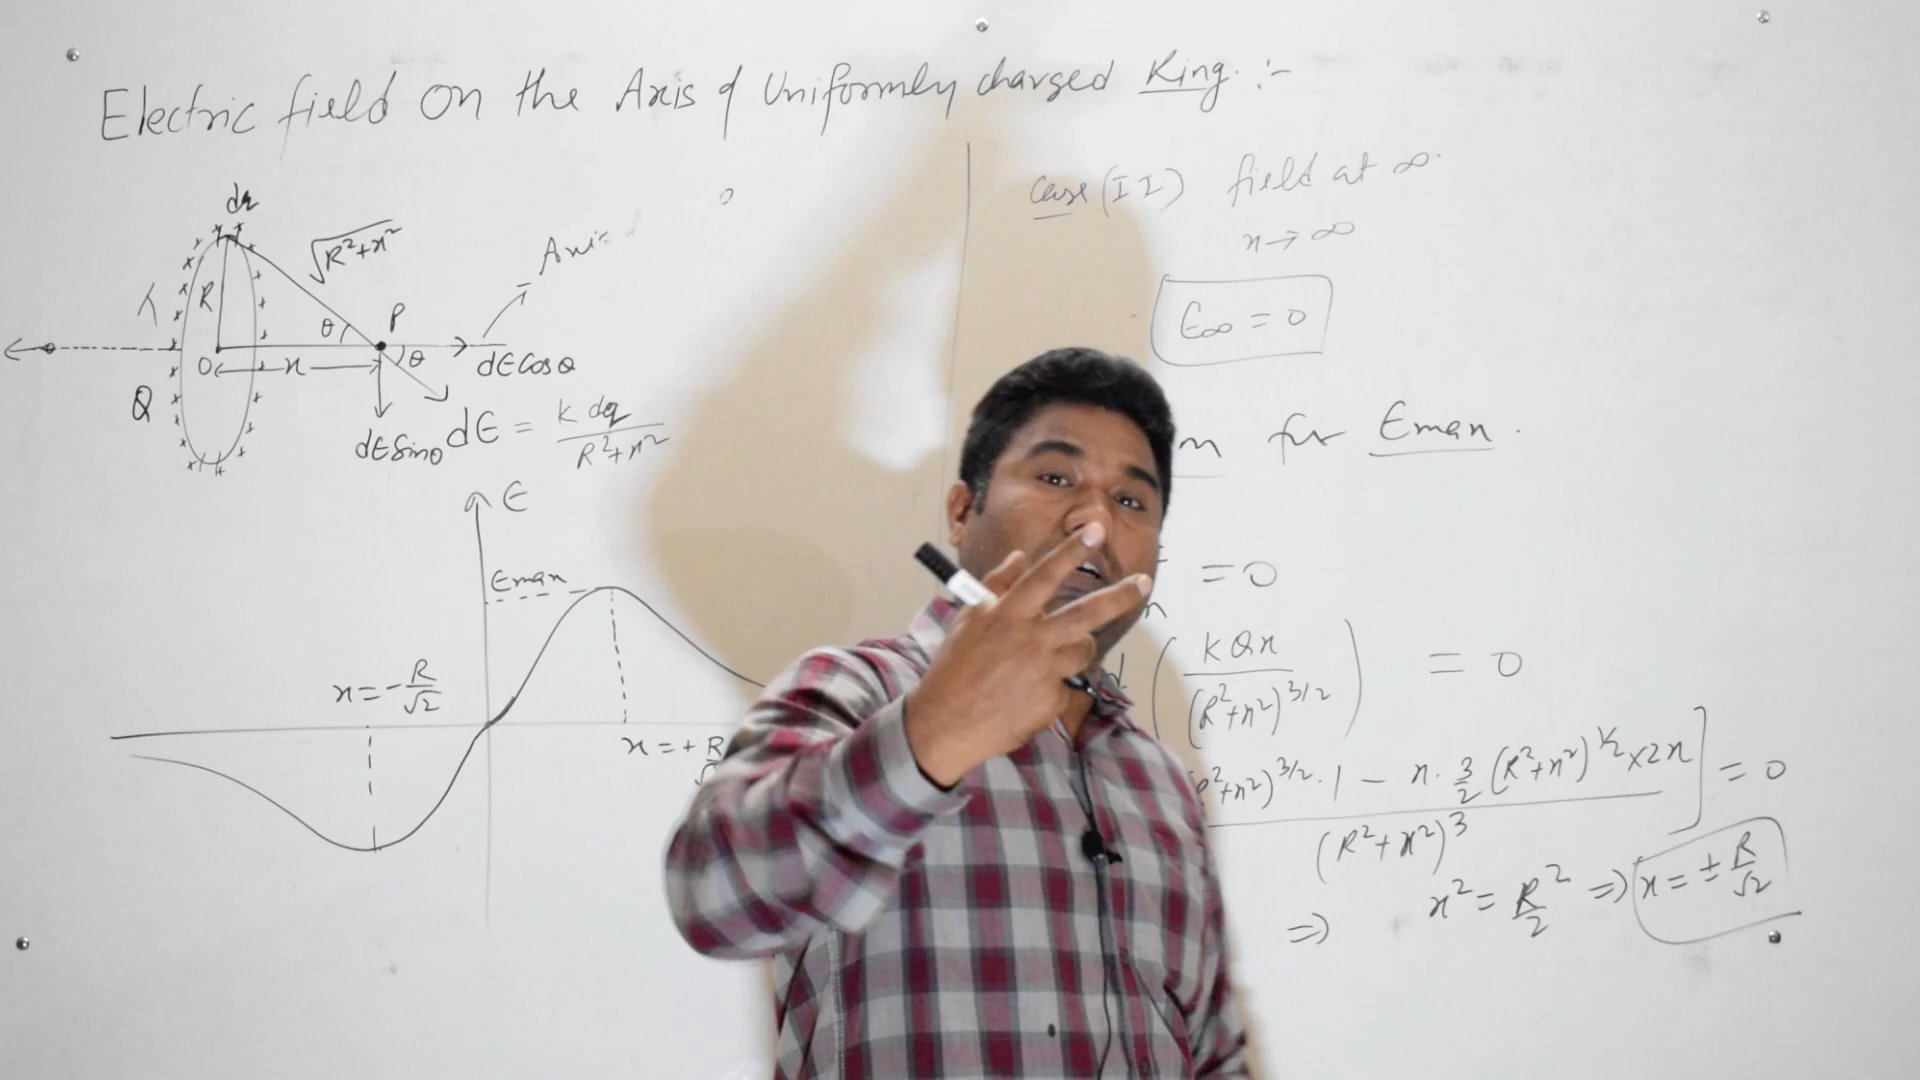 Electric field on the Axis of Uniformly charged Ring :-
dq
√R²+x²
Axis
λ
R
θ
P
O
x
θ
dE Cosθ
Q
dE Sinθ
dE = K dq / R²+x²
E
Emax
x = -R/√2
x = + R
Case (II) field at ∞.
x → ∞
E∞ = 0
for Emax.
= 0
d (KQx / (R²+x²)^3/2) = 0
R²+x²)^3/2 . 1 - x . 3/2 (R²+x²)^1/2 × 2x ] / (R²+x²)³ = 0
⇒ x² = R²/2 ⇒ x = ± R/√2